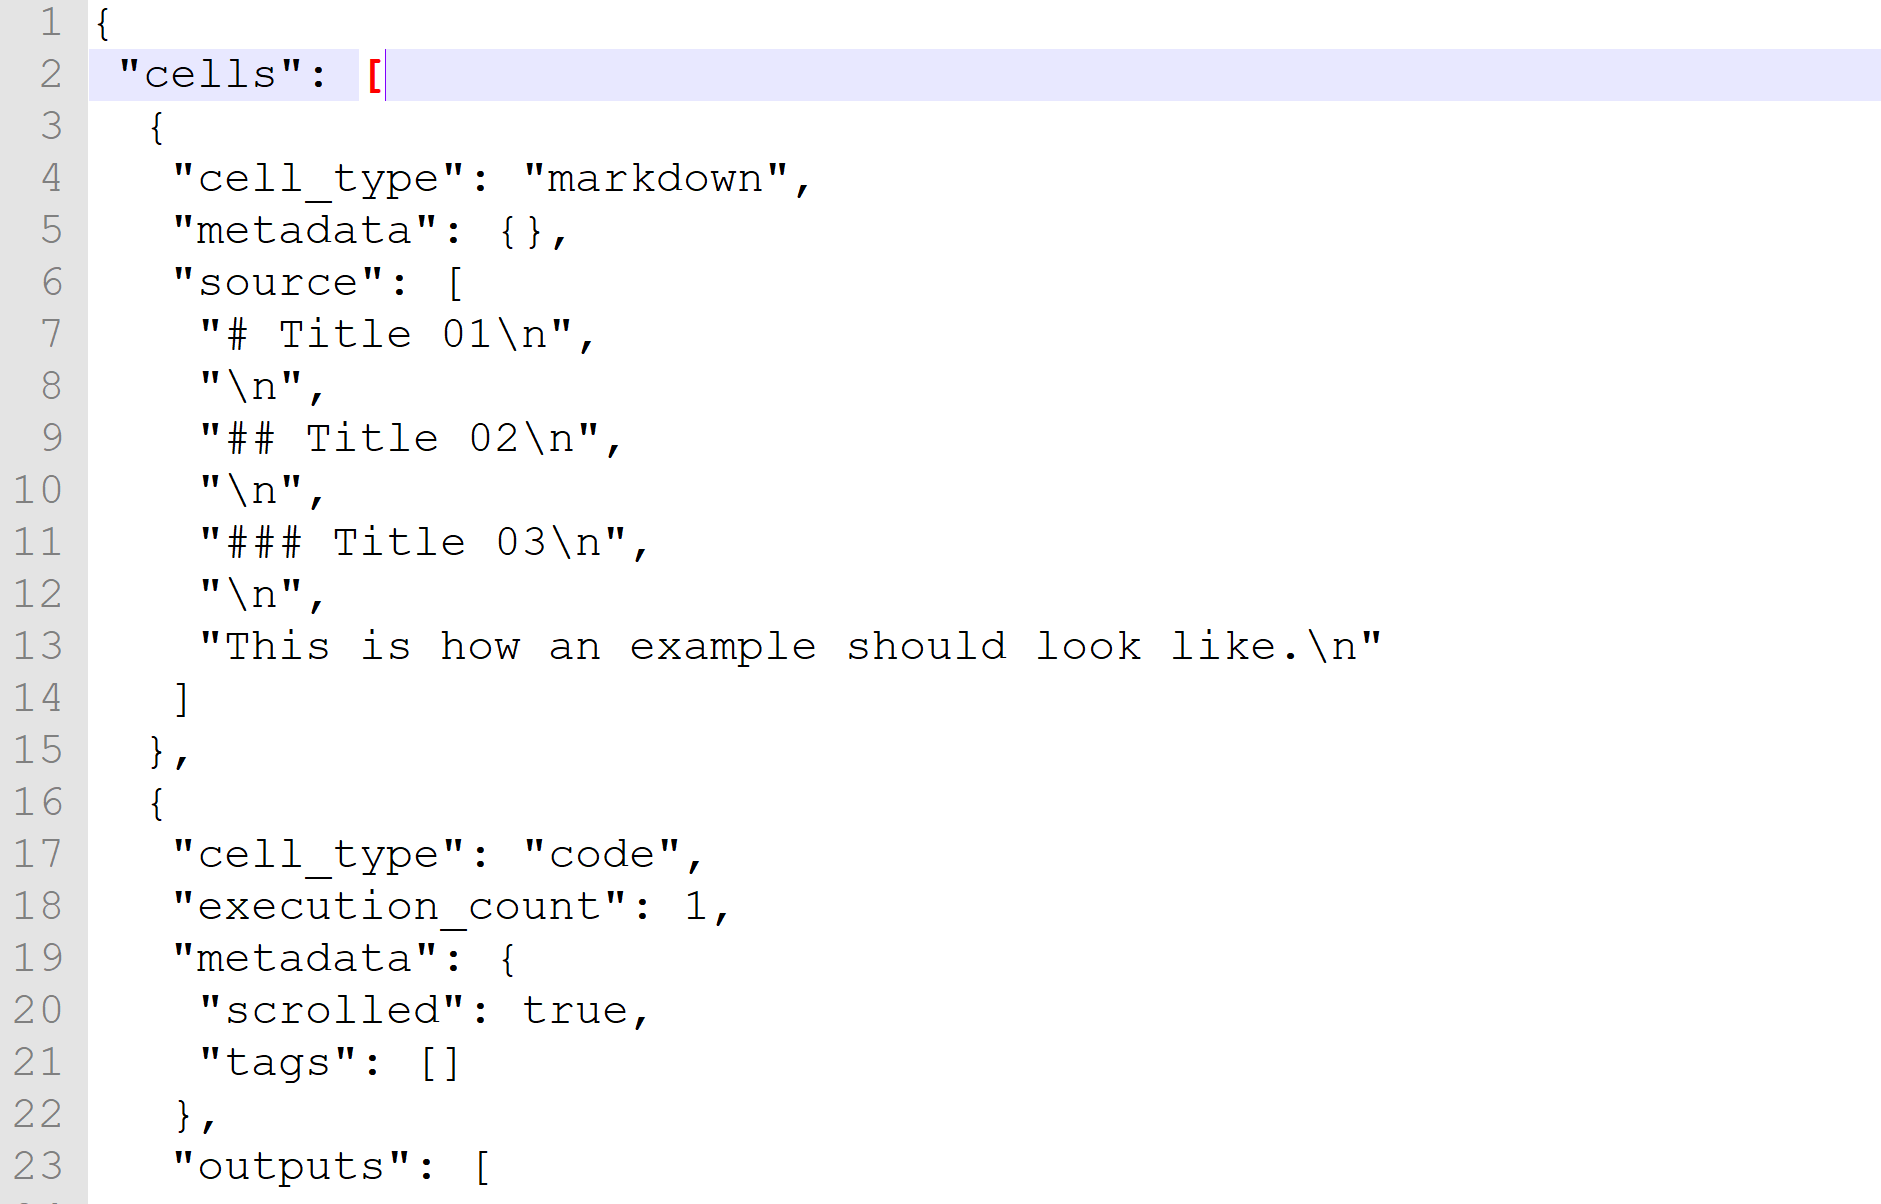 1 {
2  "cells": [
3   {
4    "cell_type": "markdown",
5    "metadata": {},
6    "source": [
7     "# Title 01\n",
8     "\n",
9     "## Title 02\n",
10     "\n",
11     "### Title 03\n",
12     "\n",
13     "This is how an example should look like.\n"
14    ]
15   },
16   {
17    "cell_type": "code",
18    "execution_count": 1,
19    "metadata": {
20     "scrolled": true,
21     "tags": []
22    },
23    "outputs": [